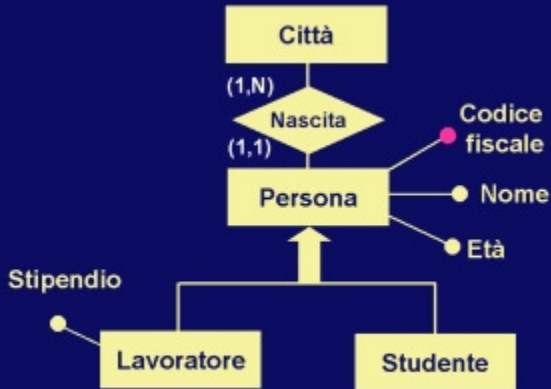 Città
(1,N)
Nascita
(1,1)
Codice
fiscale
Persona
Nome
Età
Stipendio
Lavoratore
Studente